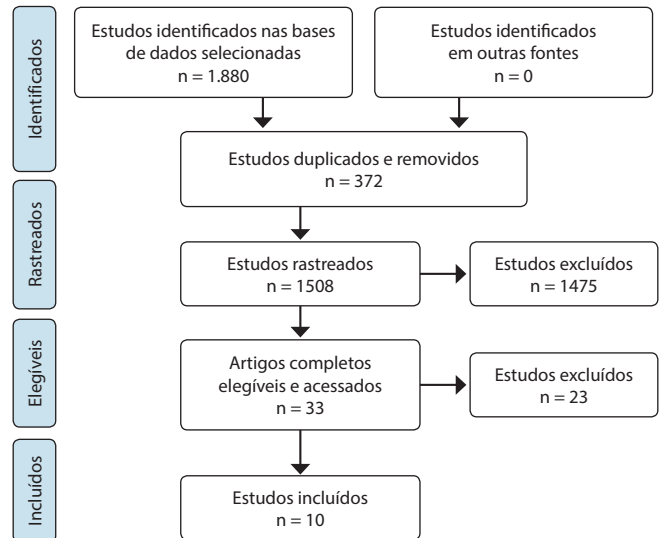 Identificados
Estudos identificados nas bases
de dados selecionadas
n = 1.880
Estudos identificados
em outras fontes
n = 0
Estudos duplicados e removidos
n = 372
Rastreados
Estudos rastreados
n = 1508
Estudos excluídos
n = 1475
Elegíveis
Artigos completos
elegíveis e acessados
n = 33
Estudos excluídos
n = 23
Incluídos
Estudos incluídos
n = 10